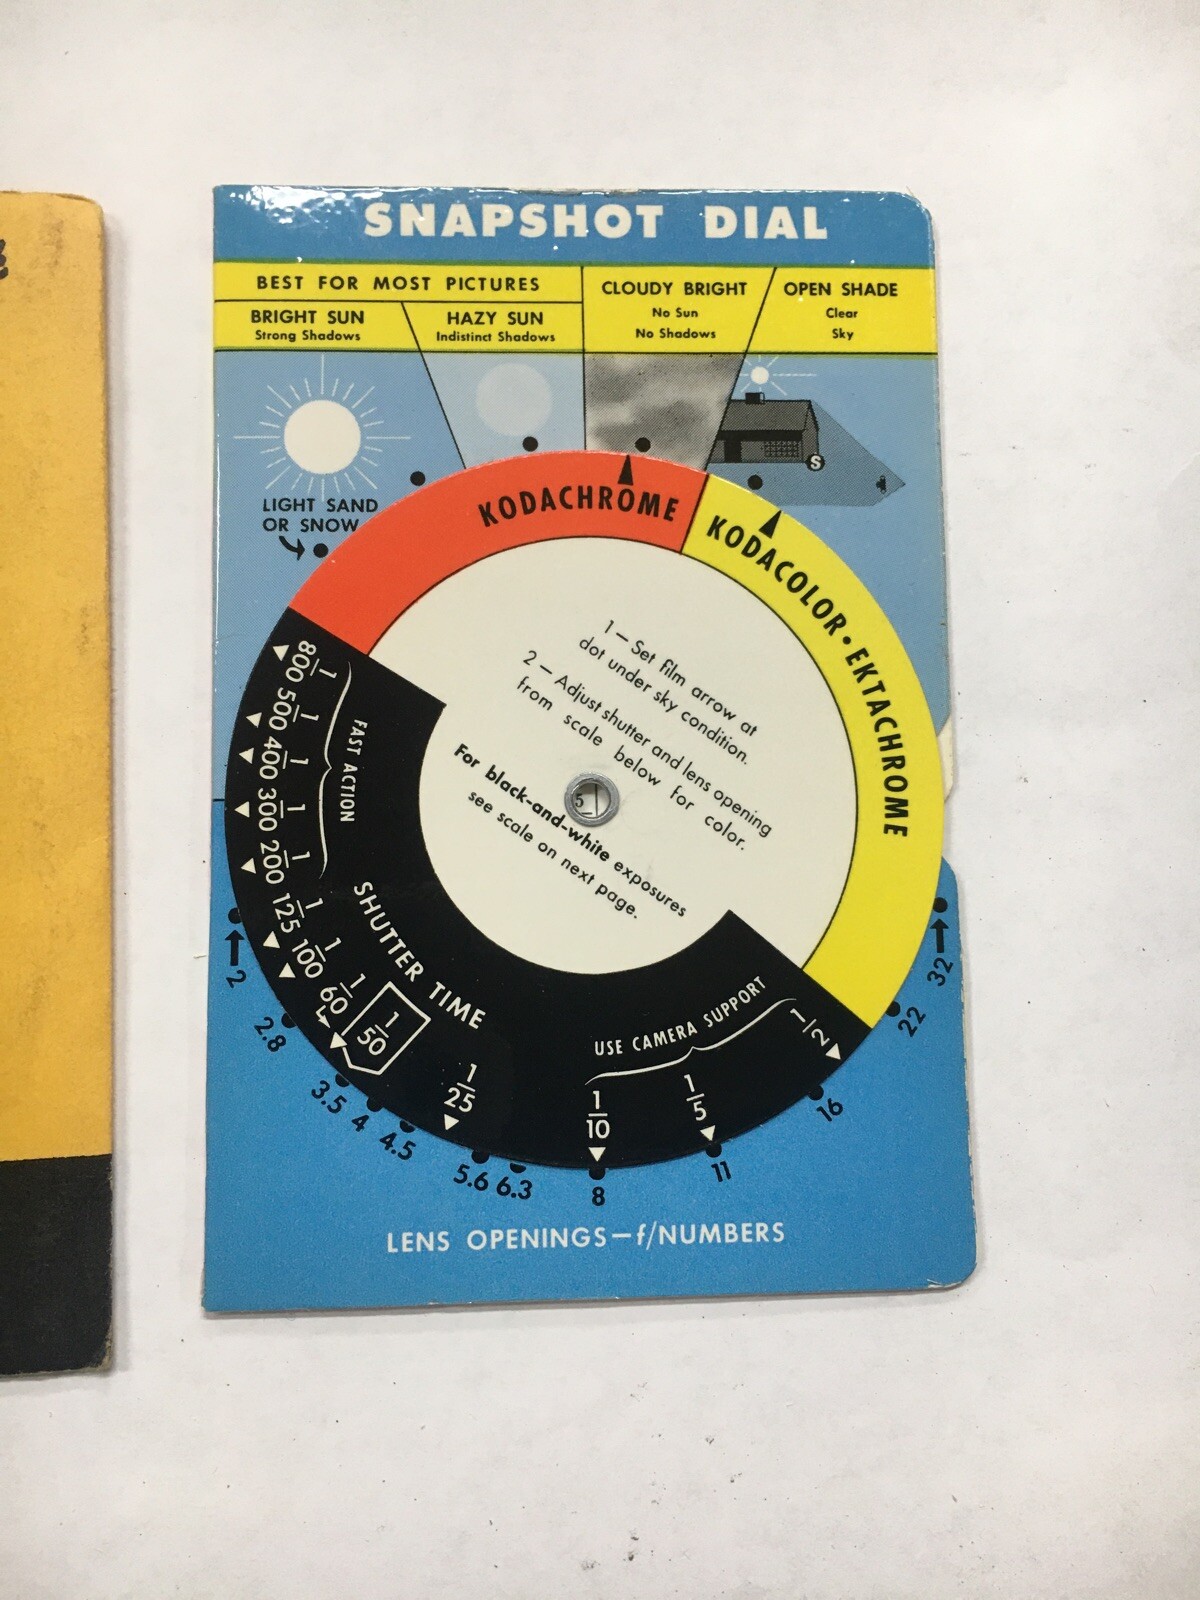 SNAPSHOT DIAL
BEST FOR MOST PICTURES
BRIGHT SUN
Strong Shadows
HAZY SUN
Indistinct Shadows
CLOUDY BRIGHT
No Sun
No Shadows
OPEN SHADE
Clear
Sky
S
LIGHT SAND
OR SNOW
KODACHROME
KODACOLOR • EKTACHROME
1 — Set film arrow at
dot under sky condition.
2 — Adjust shutter and lens opening
from scale below for color.
For black-and-white exposures
see scale on next page.
5
FAST ACTION
1/800 1/500 1/400 1/300 1/200 1/125 1/100 1/60 1/50 1/25 1/10 1/5 1/2
SHUTTER TIME
USE CAMERA SUPPORT
2 2.8 3.5 4 4.5 5.6 6.3 8 11 16 22 32
LENS OPENINGS—f/NUMBERS